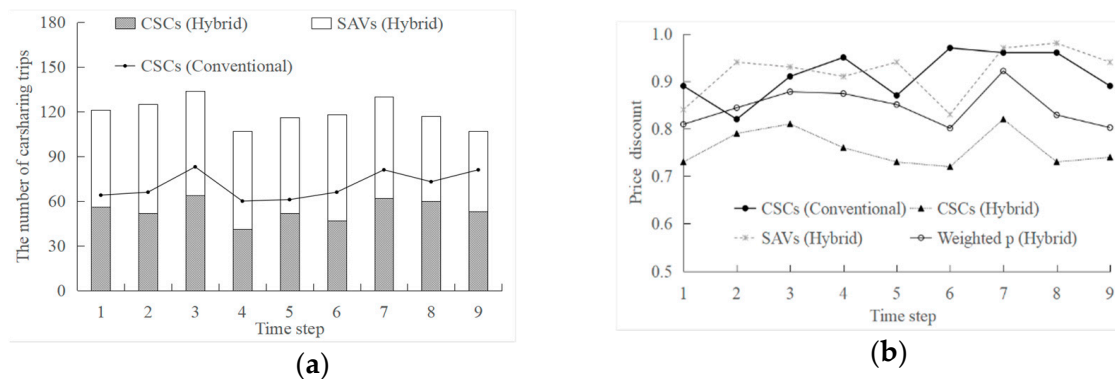 180
150
120
90
60
30
0
The number of carsharing trips
CSCs (Hybrid)
SAVs (Hybrid)
CSCs (Conventional)
1 2 3 4 5 6 7 8 9
Time step
(a)
1.0
0.9
0.8
0.7
0.6
0.5
Price discount
CSCs (Conventional) CSCs (Hybrid)
SAVs (Hybrid) Weighted p (Hybrid)
1 2 3 4 5 6 7 8 9
Time step
(b)